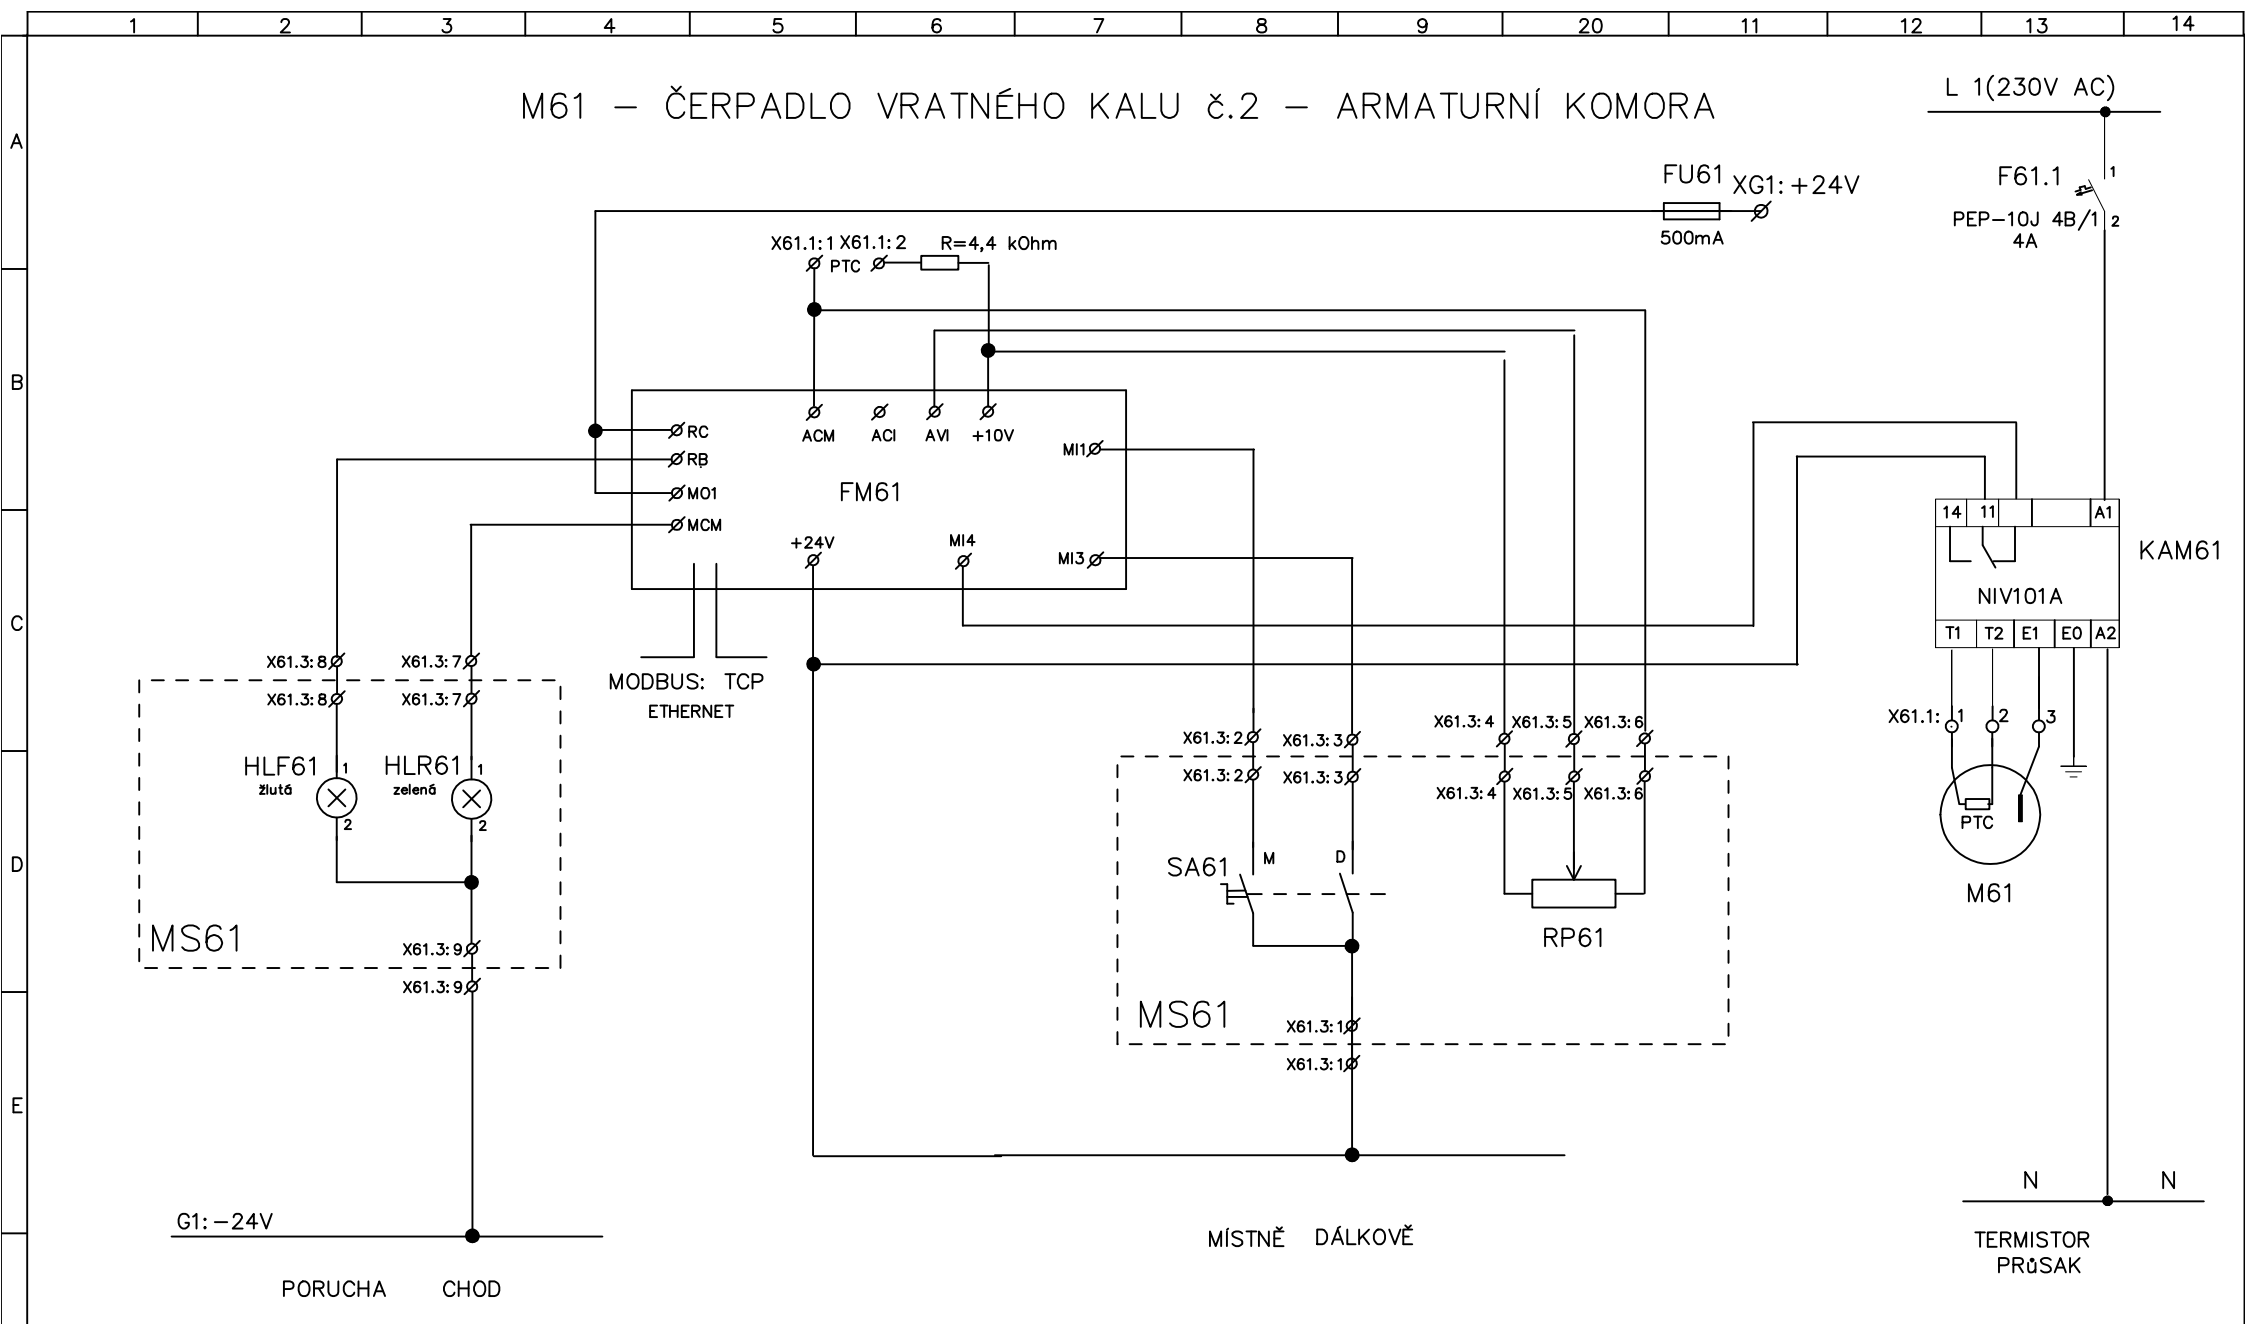 1 2 3 4 5 6 7 8 9 20 11 12 13 14
L 1(230V AC)
M61 – ČERPADLO VRATNÉHO KALU č.2 – ARMATURNÍ KOMORA
A
FU61 XG1:+24V
500mA
F61.1
1
PEP–10J 4B/1 2
4A
X61.1:1 X61.1:2 R=4,4 kOhm
PTC
B
RC
RB
MO1
MCM
ACM ACI AVI +10V
MI1
FM61
+24V
MI4
MI3
14 11 A1
KAM61
NIV101A
T1 T2 E1 E0 A2
C
MODBUS: TCP
ETHERNET
X61.3:8 X61.3:7
X61.3:8 X61.3:7
X61.1: 1 2 3
X61.3:2 X61.3:3 X61.3:4 X61.3:5 X61.3:6
X61.3:2 X61.3:3 X61.3:4 X61.3:5 X61.3:6
HLF61 1
žlutá
2
HLR61 1
zelená
2
PTC
M61
D
SA61 M D
RP61
MS61
X61.3:9
X61.3:9
MS61
X61.3:1
X61.3:1
E
N N
G1:–24V
MÍSTNĚ DÁLKOVĚ
TERMISTOR
PRůSAK
PORUCHA CHOD